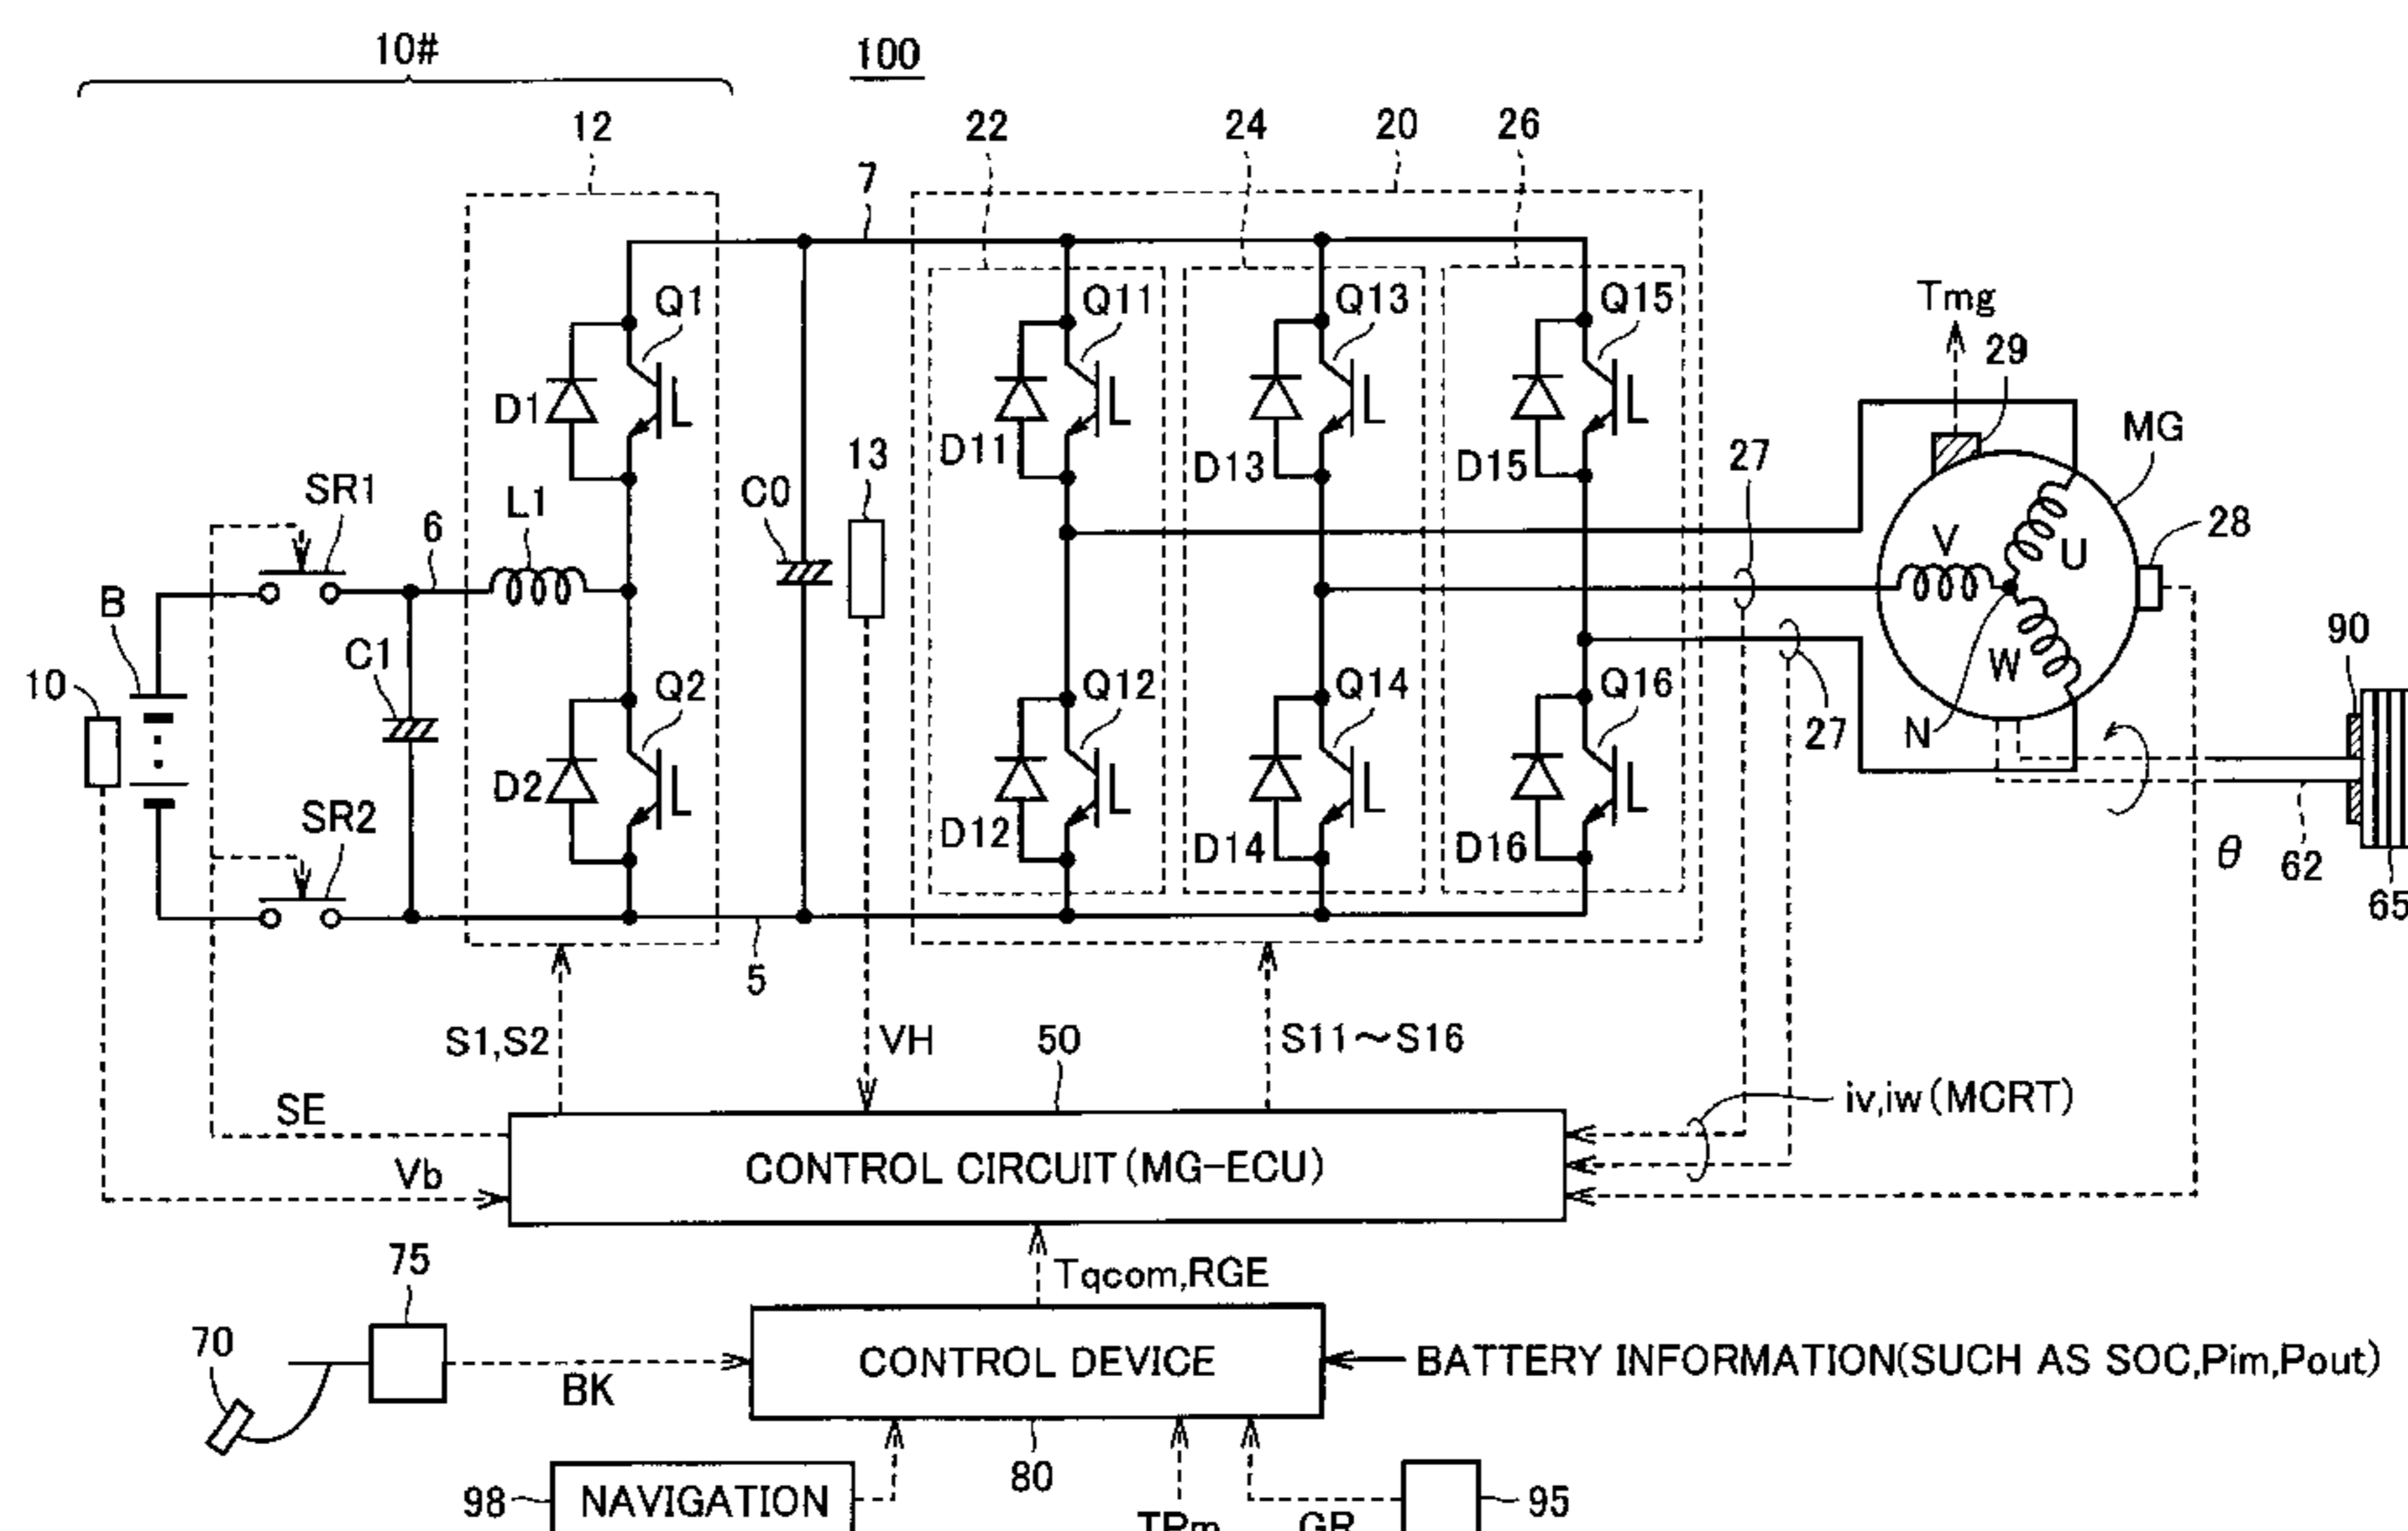 10#
100
12
22
24
20
26
7
Q1
Q11
Q13
Q15
Tmg
29
D1
D11
D13
D15
MG
13
27
SR1
L1
C0
6
28
V
U
B
C1
90
10
Q2
Q12
Q14
Q16
W
N
27
D2
D12
D14
D16
SR2
θ
62
65
5
S1,S2
VH
50
S11~S16
SE
iv,iw(MCRT)
Vb
CONTROL CIRCUIT(MG-ECU)
75
Tqcom,RGE
70
CONTROL DEVICE
BATTERY INFORMATION(SUCH AS SOC,Pim,Pout)
BK
80
98
NAVIGATION
95